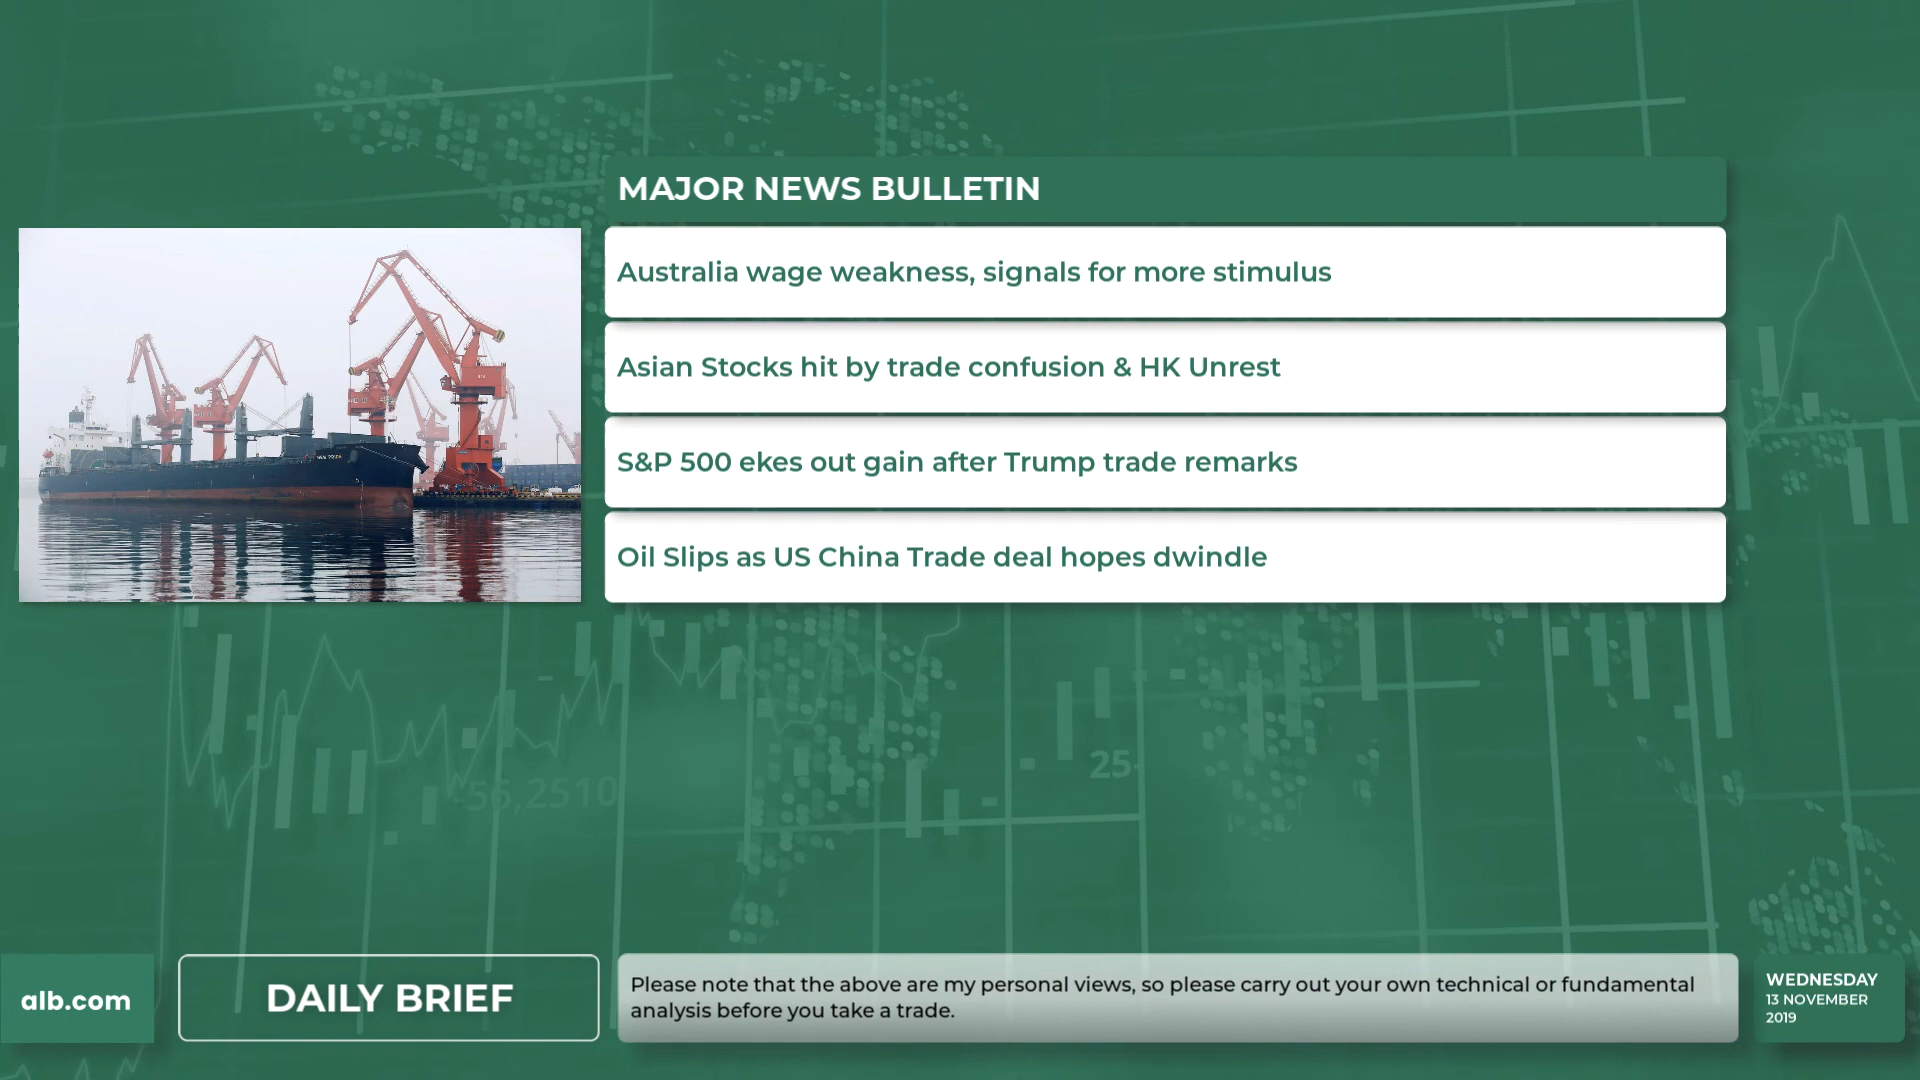 MAJOR NEWS BULLETIN
Australia wage weakness, signals for more stimulus
Asian Stocks hit by trade confusion & HK Unrest
S&P 500 ekes out gain after Trump trade remarks
Oil Slips as US China Trade deal hopes dwindle
56,2510
25
alb.com
DAILY BRIEF
Please note that the above are my personal views, so please carry out your own technical or fundamental
analysis before you take a trade.
WEDNESDAY
13 NOVEMBER
2019